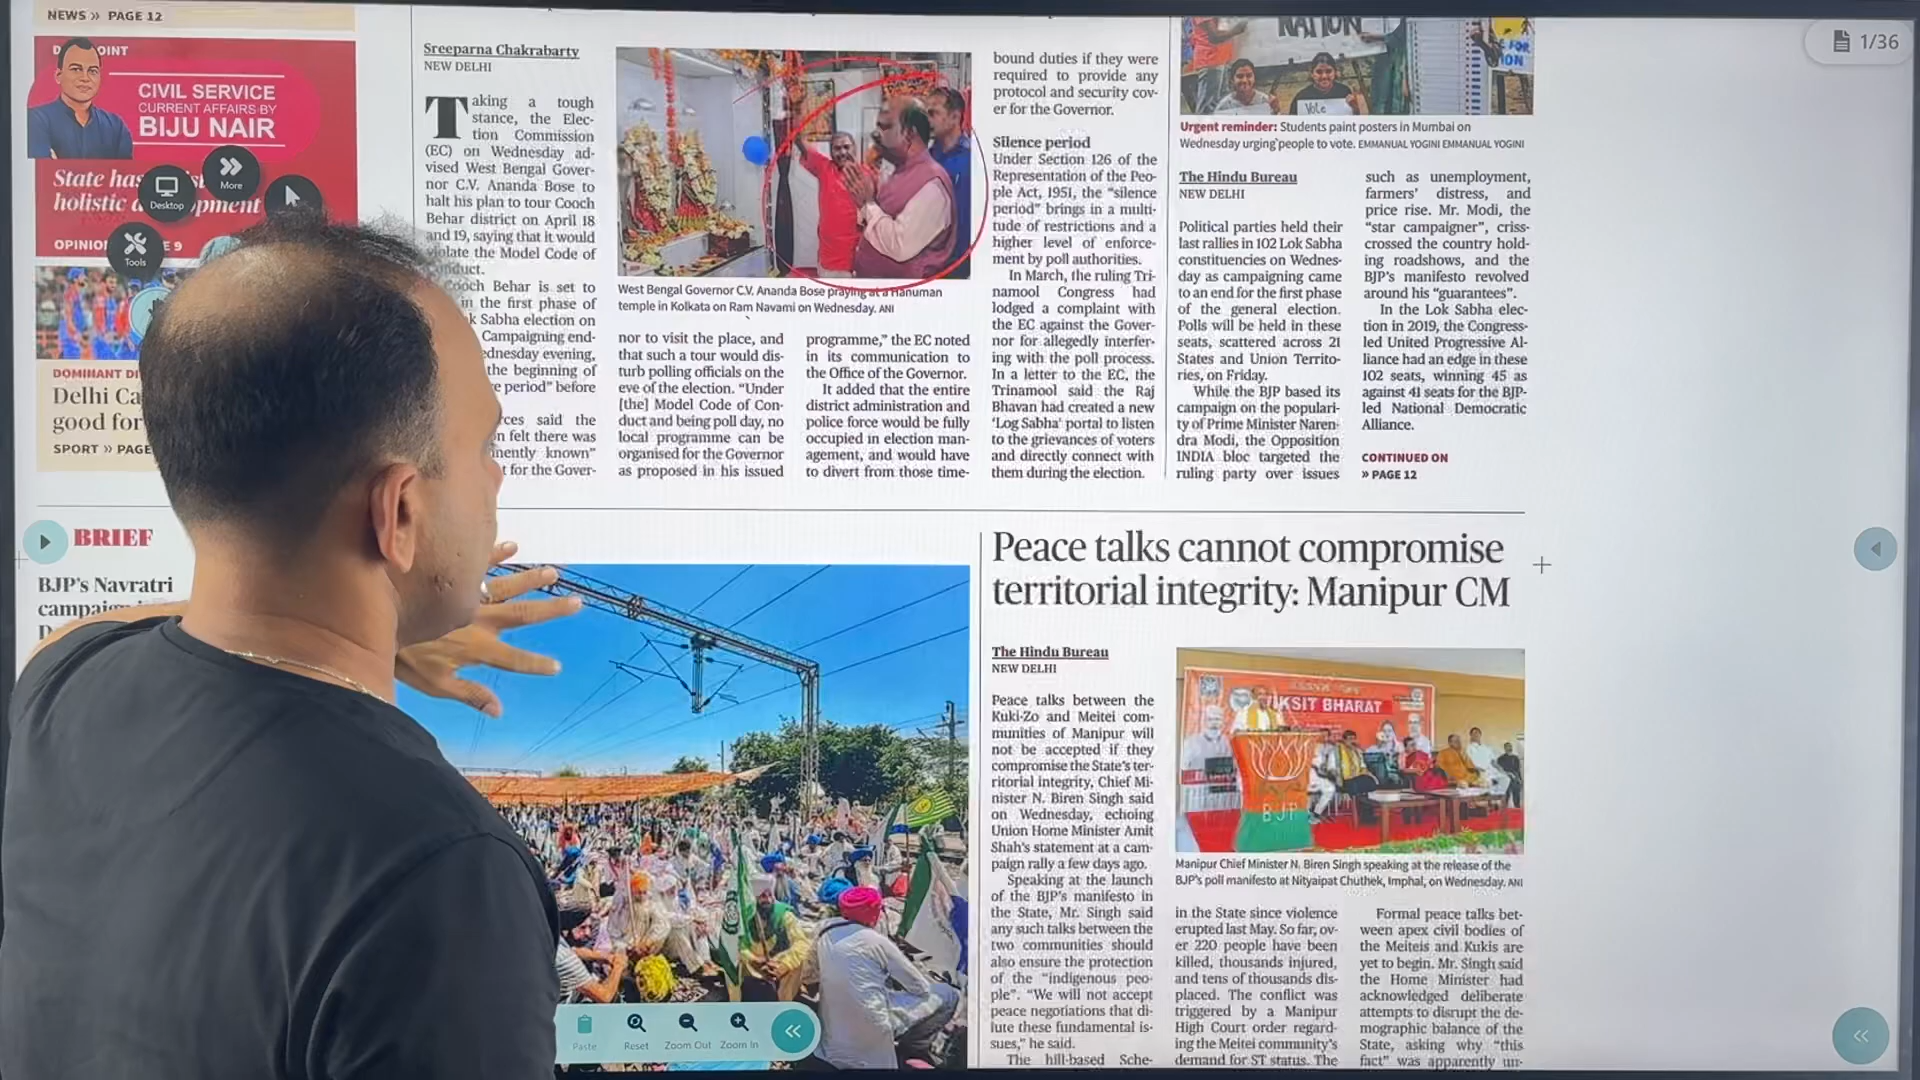 NEWS » PAGE 12
CIVIL SERVICE
CURRENT AFFAIRS BY
BIJU NAIR
State has
holistic
OPINION
E 9
More
Desktop
Tools
DOMINANT
Delhi
good for
SPORT » PAGE
BRIEF
BJP's Navratri
Sreeparna Chakrabarty
NEW DELHI
Taking a tough
stance, the Elec-
tion Commission
(EC) on Wednesday ad-
vised West Bengal Gover-
nor C.V. Ananda Bose to
halt his plan to tour Cooch
Behar district on April 18
and 19, saying that it would
violate the Model Code of
Conduct.
Cooch Behar is set to
in the first phase of
k Sabha election on
Campaigning end-
dnesday evening,
the beginning of
e period" before
rces said the
n felt there was
nently known"
t for the Gover-
West Bengal Governor C.V. Ananda Bose praying at a Hanuman
temple in Kolkata on Ram Navami on Wednesday. ANI
nor to visit the place, and
that such a tour would dis-
turb polling officials on the
eve of the election. "Under
[the] Model Code of Con-
duct and being poll day, no
local programme can be
organised for the Governor
as proposed in his issued
programme," the EC noted
in its communication to
the Office of the Governor.
It added that the entire
district administration and
police force would be fully
occupied in election man-
agement, and would have
to divert from those time-
bound duties if they were
required to provide any
protocol and security cov-
er for the Governor.
Silence period
Under Section 126 of the
Representation of the Peo-
ple Act, 1951, the "silence
period" brings in a multi-
tude of restrictions and a
higher level of enforce-
ment by poll authorities.
In March, the ruling Tri-
namool Congress had
lodged a complaint with
the EC against the Gover-
nor for allegedly interfer-
ing with the poll process.
In a letter to the EC, the
Trinamool said the Raj
Bhavan had created a new
'Log Sabha' portal to listen
to the grievances of voters
and directly connect with
them during the election.
NATION
Vote
Urgent reminder: Students paint posters in Mumbai on
Wednesday urging people to vote. EMMANUAL YOGINI EMMANUAL YOGINI
The Hindu Bureau
NEW DELHI
Political parties held their
last rallies in 102 Lok Sabha
constituencies on Wednes-
day as campaigning came
to an end for the first phase
of the general election.
Polls will be held in these
seats, scattered across 21
States and Union Territo-
ries, on Friday.
While the BJP based its
campaign on the populari-
ty of Prime Minister Naren-
dra Modi, the Opposition
INDIA bloc targeted the
ruling party over issues
such as unemployment,
farmers' distress, and
price rise. Mr. Modi, the
"star campaigner", criss-
crossed the country hold-
ing roadshows, and the
BJP's manifesto revolved
around his "guarantees".
In the Lok Sabha elec-
tion in 2019, the Congress-
led United Progressive Al-
liance had an edge in these
102 seats, winning 45 as
against 41 seats for the BJP-
led National Democratic
Alliance.
CONTINUED ON
» PAGE 12
1/36
Peace talks cannot compromise
territorial integrity: Manipur CM
The Hindu Bureau
NEW DELHI
Peace talks between the
Kuki-Zo and Meitei com-
munities of Manipur will
not be accepted if they
compromise the State's ter-
ritorial integrity, Chief Mi-
nister N. Biren Singh said
on Wednesday, echoing
Union Home Minister Amit
Shah's statement at a cam-
paign rally a few days ago.
Speaking at the launch
of the BJP's manifesto in
the State, Mr. Singh said
any such talks between the
two communities should
also ensure the protection
of the "indigenous peo-
ple". "We will not accept
peace negotiations that di-
lute these fundamental is-
sues," he said.
The hill-based Sche-
IKSIT BHARAT
BJP
Manipur Chief Minister N. Biren Singh speaking at the release of the
BJP's poll manifesto at Nityaipat Chuthek, Imphal, on Wednesday. ANI
in the State since violence
erupted last May. So far, ov-
er 220 people have been
killed, thousands injured,
and tens of thousands dis-
placed. The conflict was
triggered by a Manipur
High Court order regard-
ing the Meitei community's
demand for ST status. The
Formal peace talks bet-
ween apex civil bodies of
the Meiteis and Kukis are
yet to begin. Mr. Singh said
the Home Minister had
acknowledged deliberate
attempts to disrupt the de-
mographic balance of the
State, asking why "this
fact" was apparently un-
Paste
Reset
Zoom Out
Zoom In